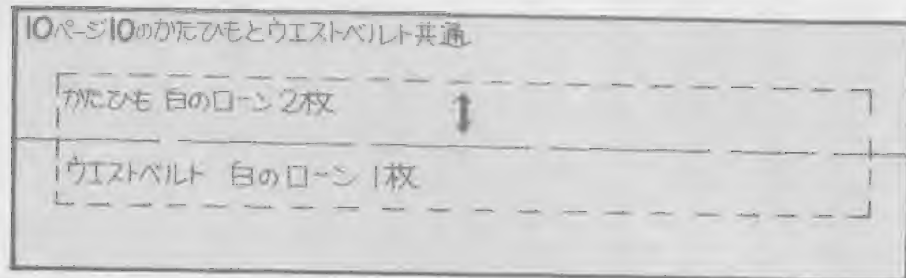 10ページ10のかたひもとウエストベルト共通
かたひも 白のローン2枚
ウエストベルト 白のローン1枚